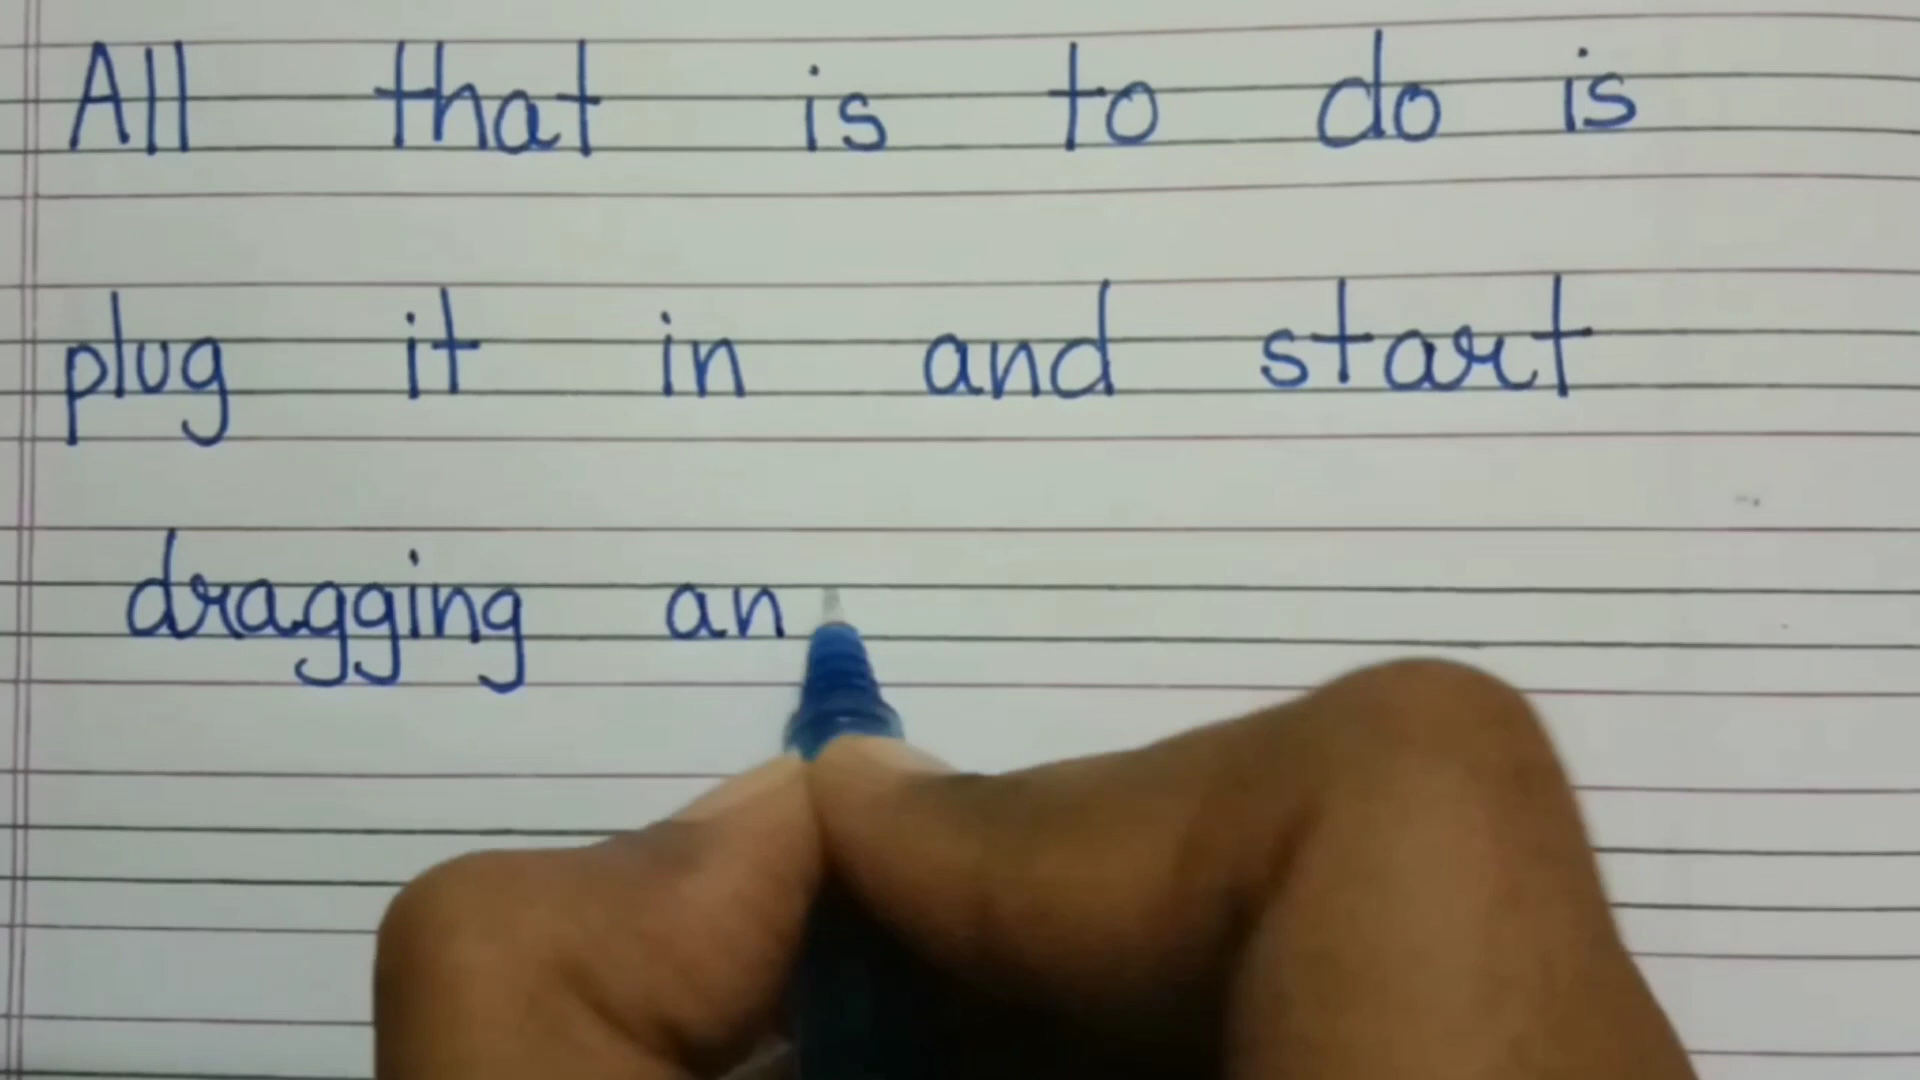 All that is to do is
plug it in and start
dragging an